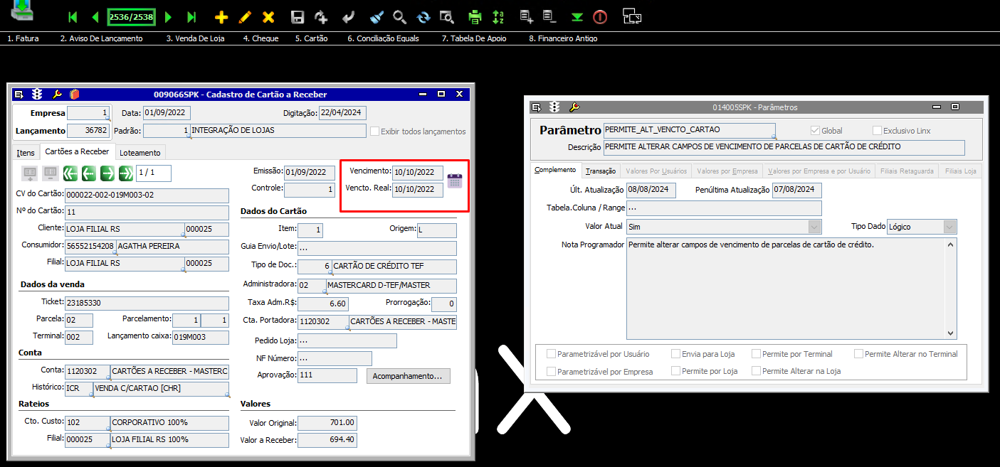 2536/2538
1. Fatura 2. Aviso De Lancamento 3. Venda De Loja 4. Cheque 5. Cartão 6. Conciliação Equals 7. Tabela De Apoio 8. Financeiro Antigo
009066SPK - Cadastro de Cartão a Receber
Empresa 1 Data: 01/09/2022 Digitação: 22/04/2024
Lançamento 36782 Padrão: 1 INTEGRAÇÃO DE LOJAS Exibir todos lançamentos
Itens Cartões a Receber Loteamento
1 / 1
Emissão: 01/09/2022 Vencimento: 10/10/2022
Controle: 1 Vencto. Real: 10/10/2022
CV do Cartão: 000022-002-019M003-02
Nº do Cartão: 11
Cliente: LOJA FILIAL RS 000025
Consumidor: 56552154208 AGATHA PEREIRA
Filial: LOJA FILIAL RS 000025
Dados da venda
Ticket: 23185330
Parcela: 02 Parcelamento: 1 1
Terminal: 002 Lançamento caixa: 019M003
Conta
Conta: 1120302 CARTÕES A RECEBER - MASTERC
Histórico: ICR VENDA C/CARTAO [CHR]
Rateios
Cto. Custo: 102 CORPORATIVO 100%
Filial: 000025 LOJA FILIAL RS 100%
Dados do Cartão
Item: 1 Origem: L
Guia Envio/Lote: ...
Tipo de Doc.: 6 CARTÃO DE CRÉDITO TEF
Administradora: 02 MASTERCARD D-TEF/MASTER
Taxa Adm.R$: 6.60 Prorrogação: 0
Cta. Portadora: 1120302 CARTÕES A RECEBER - MASTE
Pedido Loja: ...
NF Número: ...
Aprovação: 111 Acompanhamento...
Valores
Valor Original: 701.00
Valor a Receber: 694.40
014005SPK - Parâmetros
Parâmetro PERMITE_ALT_VENCTO_CARTAO Global Exclusivo Linx
Descrição PERMITE ALTERAR CAMPOS DE VENCIMENTO DE PARCELAS DE CARTÃO DE CRÉDITO
Complemento Transação Valores Por Usuários Valores por Empresa Valores por Empresa e por Usuário Filiais Retaguarda Filiais Loja
Últ. Atualização 08/08/2024 Penúltima Atualização 07/08/2024
Tabela.Coluna / Range ...
Valor Atual Sim Tipo Dado Lógico
Nota Programador Permite alterar campos de vencimento de parcelas de cartão de crédito.
Parametrizável por Usuário Envia para Loja Permite por Terminal Permite Alterar no Terminal
Parametrizável por Empresa Permite por Loja Permite Alterar na Loja